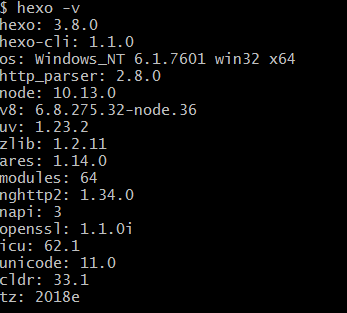 $ hexo -v
hexo: 3.8.0
hexo-cli: 1.1.0
os: Windows_NT 6.1.7601 win32 x64
http_parser: 2.8.0
node: 10.13.0
v8: 6.8.275.32-node.36
uv: 1.23.2
zlib: 1.2.11
ares: 1.14.0
modules: 64
nghttp2: 1.34.0
napi: 3
openssl: 1.1.0i
icu: 62.1
unicode: 11.0
cldr: 33.1
tz: 2018e